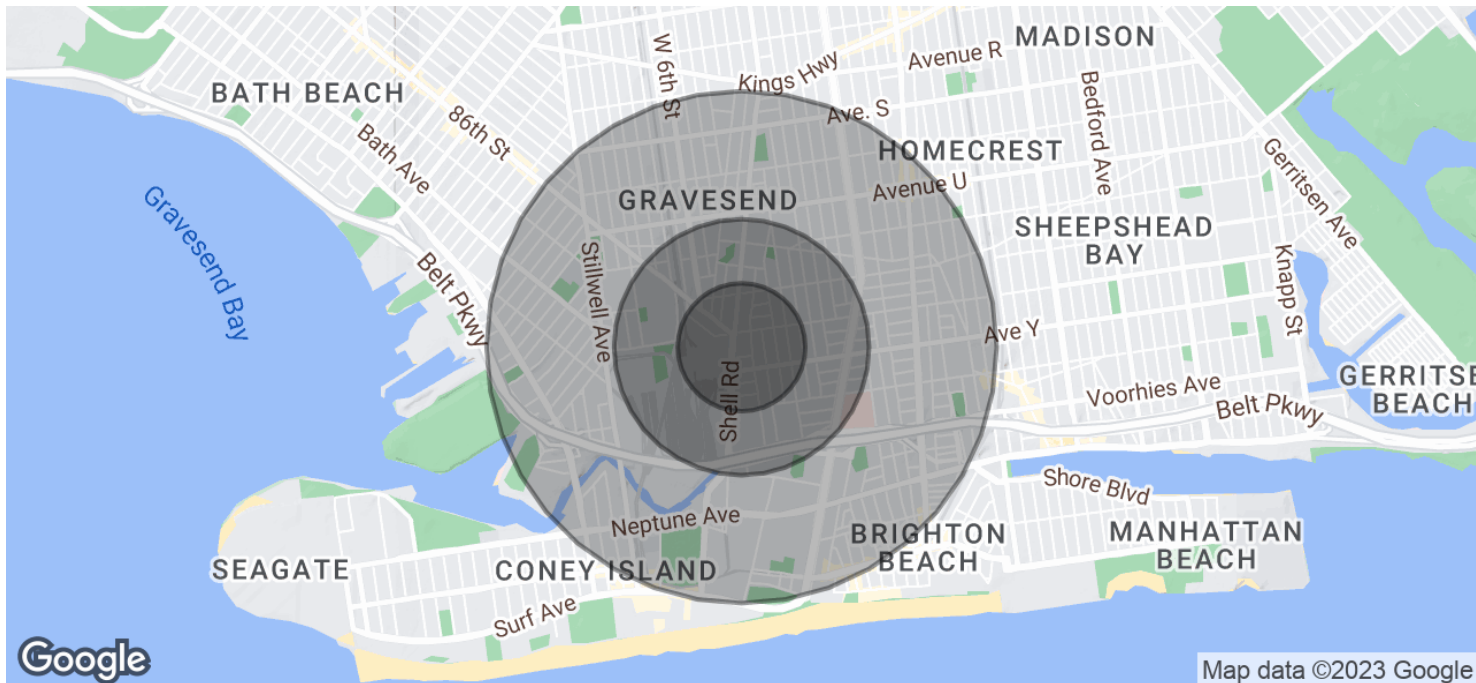 MADISON
Avenue R
Kings Hwy
W 6th St
BATH BEACH
86th St
Ave. S
Bedford Ave
Bath Ave
HOMECREST
Gerritsen Ave
Avenue U
GRAVESEND
Gravesend Bay
SHEEPSHEAD
BAY
Stillwell Ave
Belt Pkwy
Knapp St
Ave Y
Shell Rd
Voorhies Ave
GERRITSE
BEACH
Belt Pkwy
Shore Blvd
Neptune Ave
BRIGHTON
BEACH
MANHATTAN
BEACH
SEAGATE
CONEY ISLAND
Surf Ave
Google
Map data ©2023 Google